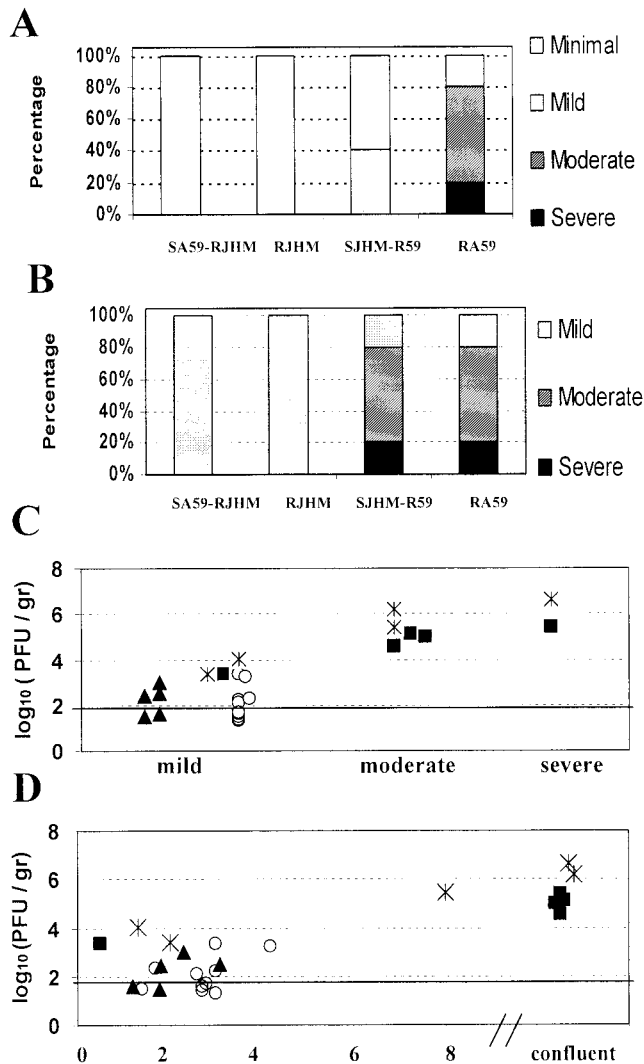 A
100%
80%
60%
40%
20%
0%
Percentage
SA59-RJHM RJHM SJHM-R59 RA59
Minimal
Mild
Moderate
Severe
B
100%
80%
60%
40%
20%
0%
Percentage
SA59-RJHM RJHM SJHM-R59 RA59
Mild
Moderate
Severe
C
8
6
4
2
0
log10 (PFU / gr)
mild moderate severe
D
8
6
4
2
0
log10 (PFU / gr)
0 2 4 6 8 // confluent